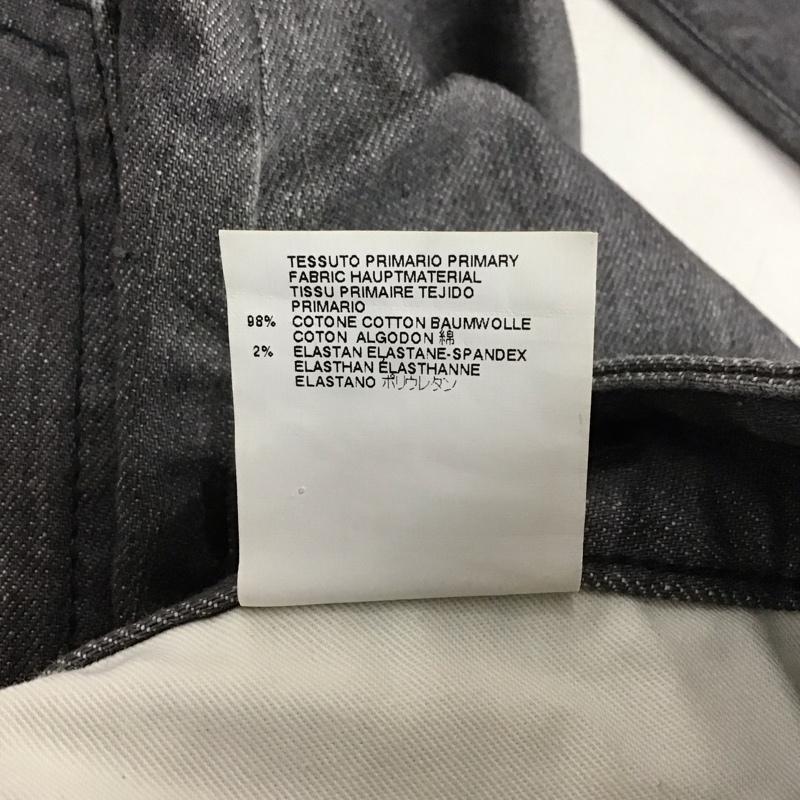 TESSUTO PRIMARIO PRIMARY
FABRIC HAUPTMATERIAL
TISSU PRIMAIRE TEJIDO
PRIMARIO
98% COTONE COTTON BAUMWOLLE
COTON ALGODON 綿
2% ELASTAN ELASTANE-SPANDEX
ELASTHAN ÉLASTHANNE
ELASTANO ポリウレタン